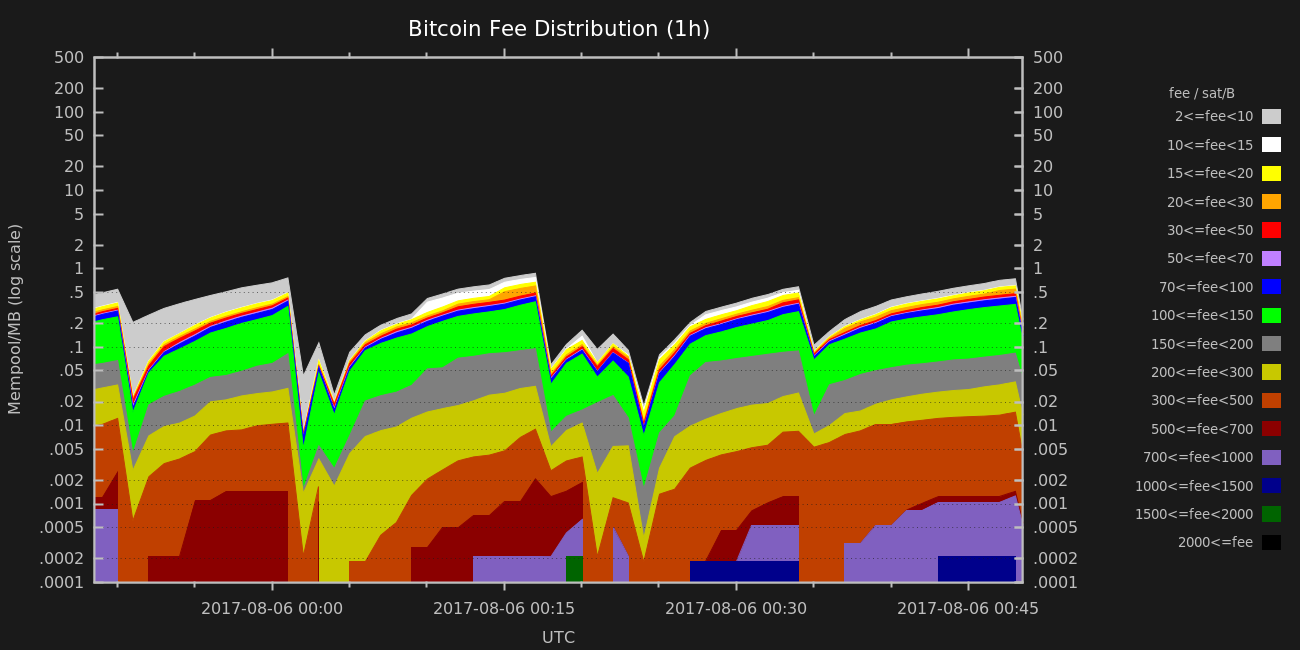 Bitcoin Fee Distribution (1h)
500 500
200 200
100 100
50 50
20 20
10 10
5 5
2 2
1 1
.5 .5
.2 .2
.1 .1
.05 .05
.02 .02
.01 .01
.005 .005
.002 .002
.001 .001
.0005 .0005
.0002 .0002
.0001 .0001
Mempool/MB (log scale)
2017-08-06 00:00 2017-08-06 00:15 2017-08-06 00:30 2017-08-06 00:45
UTC
fee / sat/B
2<=fee<10
10<=fee<15
15<=fee<20
20<=fee<30
30<=fee<50
50<=fee<70
70<=fee<100
100<=fee<150
150<=fee<200
200<=fee<300
300<=fee<500
500<=fee<700
700<=fee<1000
1000<=fee<1500
1500<=fee<2000
2000<=fee